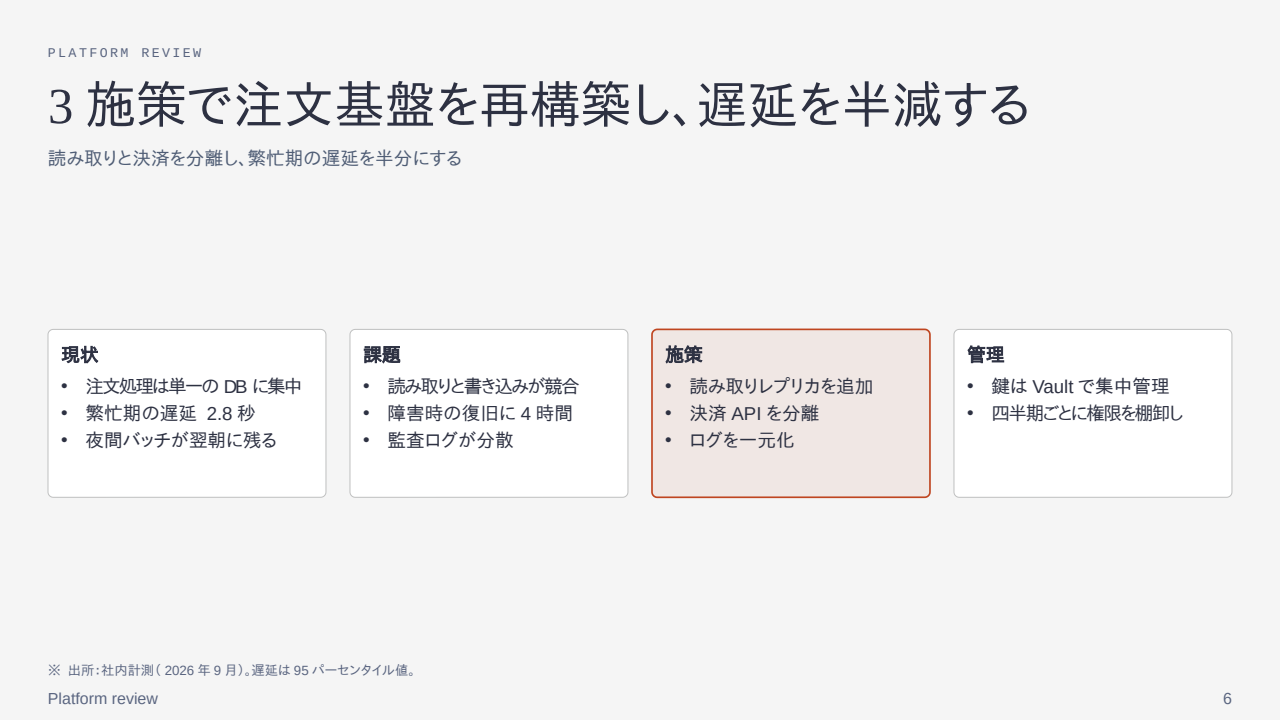 PLATFORM REVIEW
3 施策で注文基盤を再構築し、遅延を半減する
読み取りと決済を分離し、繁忙期の遅延を半分にする
現状
• 注文処理は単一の DB に集中
• 繁忙期の遅延 2.8 秒
• 夜間バッチが翌朝に残る
課題
• 読み取りと書き込みが競合
• 障害時の復旧に 4 時間
• 監査ログが分散
施策
• 読み取りレプリカを追加
• 決済 API を分離
• ログを一元化
管理
• 鍵は Vault で集中管理
• 四半期ごとに権限を棚卸し
※ 出所：社内計測（2026 年 9 月）。遅延は 95 パーセンタイル値。
Platform review
6